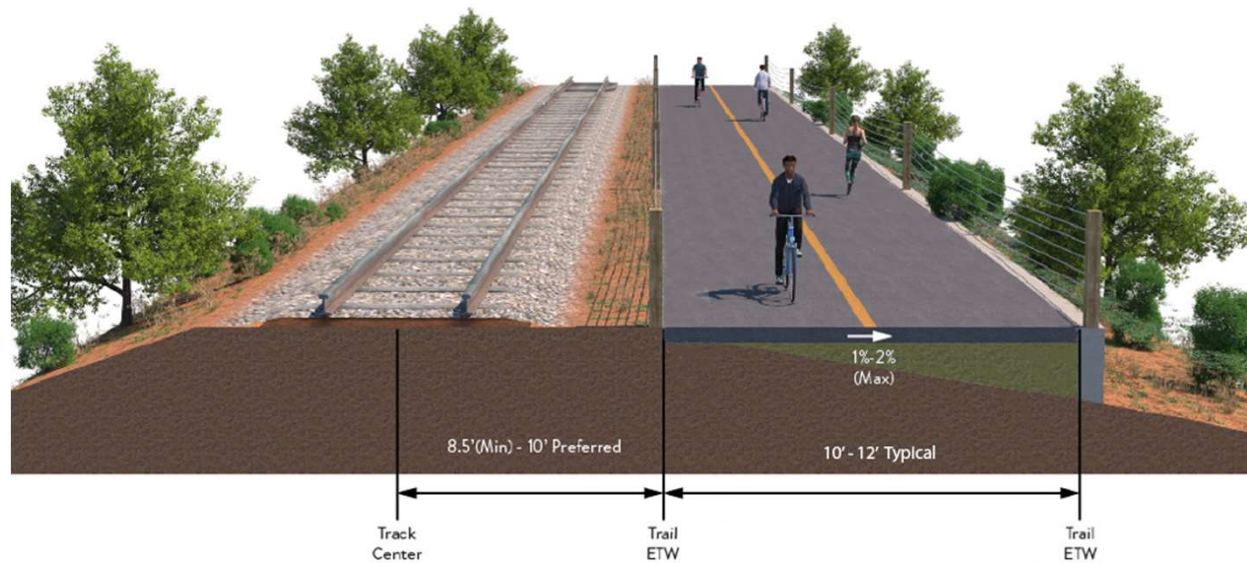 1%-2%
(Max)
8.5'(Min) - 10' Preferred
10' - 12' Typical
Track
Center
Trail
ETW
Trail
ETW